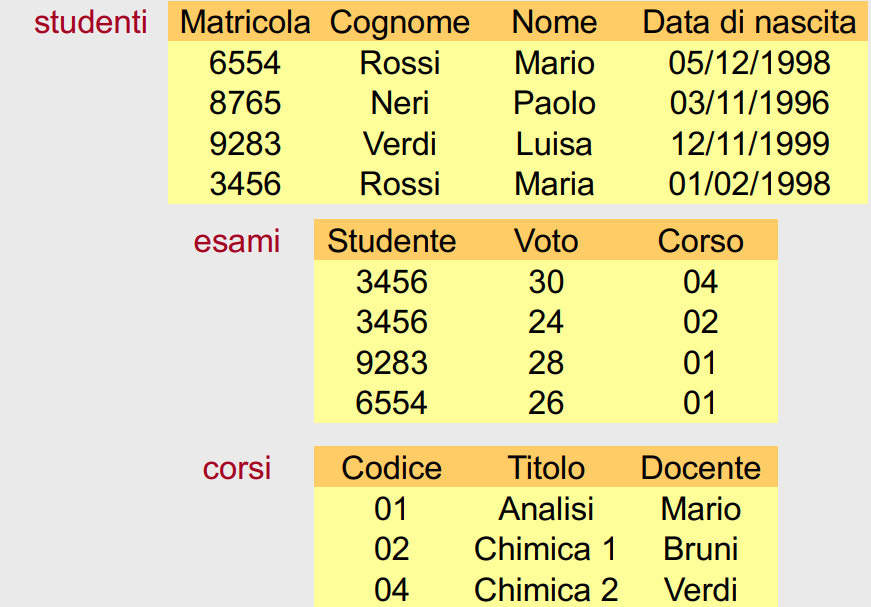 studenti Matricola Cognome Nome Data di nascita
6554 Rossi Mario 05/12/1998
8765 Neri Paolo 03/11/1996
9283 Verdi Luisa 12/11/1999
3456 Rossi Maria 01/02/1998
esami Studente Voto Corso
3456 30 04
3456 24 02
9283 28 01
6554 26 01
corsi Codice Titolo Docente
01 Analisi Mario
02 Chimica 1 Bruni
04 Chimica 2 Verdi